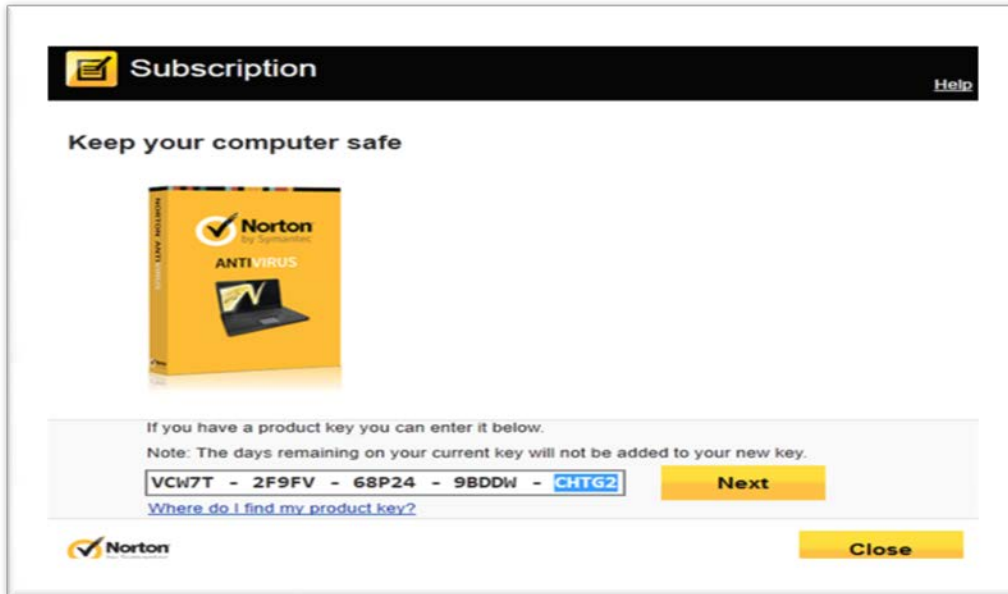 Subscription
Help
Keep your computer safe
NORTON ANTIVIRUS
Norton
by Symantec
ANTIVIRUS
If you have a product key you can enter it below.
Note: The days remaining on your current key will not be added to your new key.
VCW7T - 2F9FV - 68P24 - 9BDDW - CHTG2
Next
Where do I find my product key?
Norton
Close